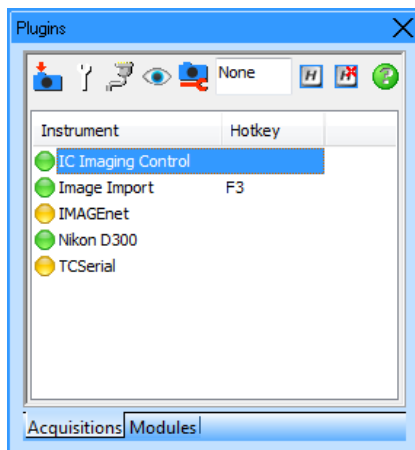 Plugins
None H H ?
Instrument Hotkey
IC Imaging Control
Image Import F3
IMAGEnet
Nikon D300
TCSerial
Acquisitions Modules